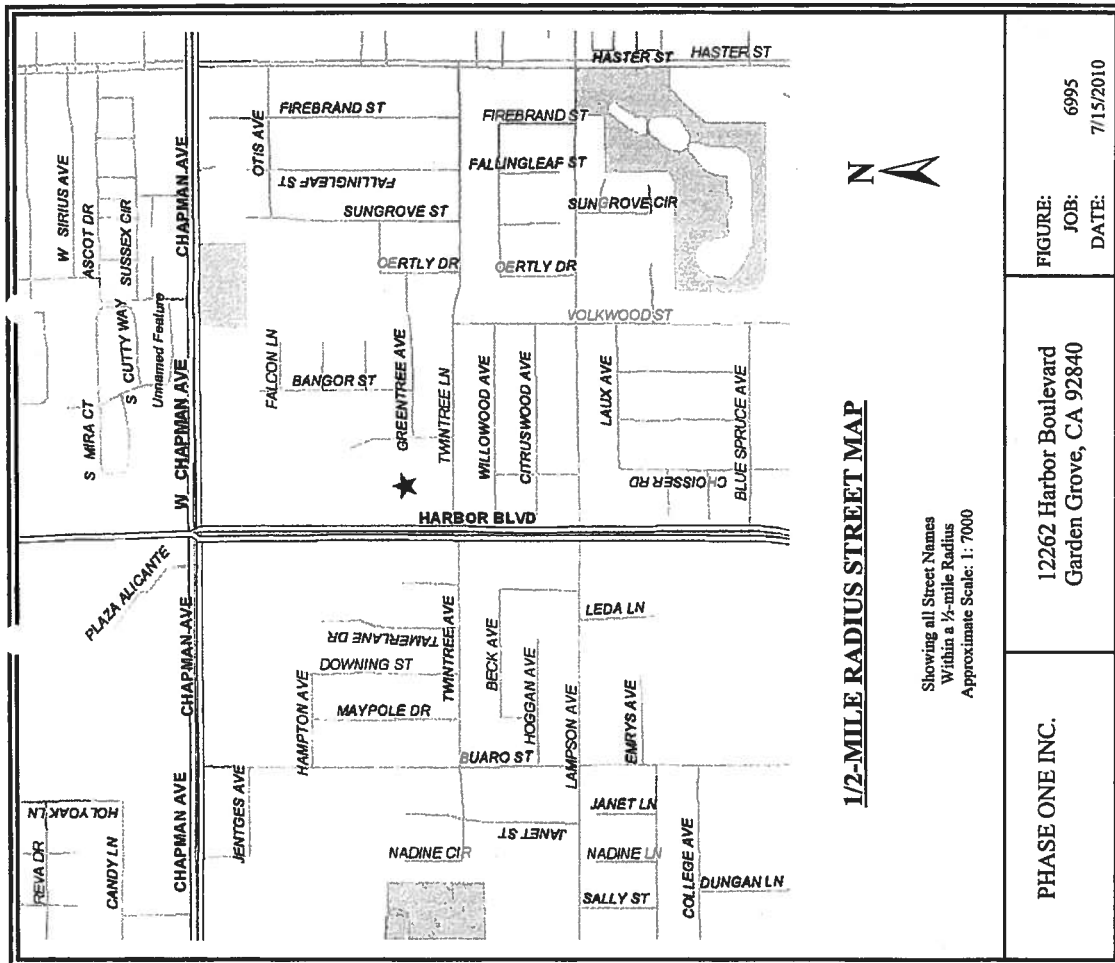 REVA DR
HOLYOAK LN
CANDY LN
PLAZA ALICANTE
S MIRA CT
W SIRIUS AVE
ASCOT DR
S CUTTY WAY
SUSSEX CIR
Unnamed Feature
CHAPMAN AVE
CHAPMAN AVE
W CHAPMAN AVE
CHAPMAN AVE
JENTGES AVE
OTIS AVE
FALCON LN
FIREBRAND ST
FALLINGLEAF ST
SUNGROVE ST
BANGOR ST
HAMPTON AVE
TAMERLANE DR
DOWNING ST
MAYPOLE DR
GREENTREE AVE
OERTLY DR
NADINE CIR
TWINTREE AVE
TWINTREE LN
HARBOR BLVD
BUARO ST
BECK AVE
WILLOWOOD AVE
FIREBRAND ST
FALLINGLEAF ST
OERTLY DR
JANET ST
HOGGAN AVE
CITRUSWOOD AVE
LAMPSON AVE
VOLKWOOD ST
SUNGROVE CIR
HASTER ST
HASTER ST
LEDA LN
LAUX AVE
JANET LN
NADINE LN
SALLY ST
EMRYS AVE
CHOISSER RD
COLLEGE AVE
DUNGAN LN
BLUE SPRUCE AVE
1/2-MILE RADIUS STREET MAP
N
Showing all Street Names
Within a ½-mile Radius
Approximate Scale: 1: 7000
PHASE ONE INC.
12262 Harbor Boulevard
Garden Grove, CA 92840
FIGURE:
JOB: 6995
DATE: 7/15/2010